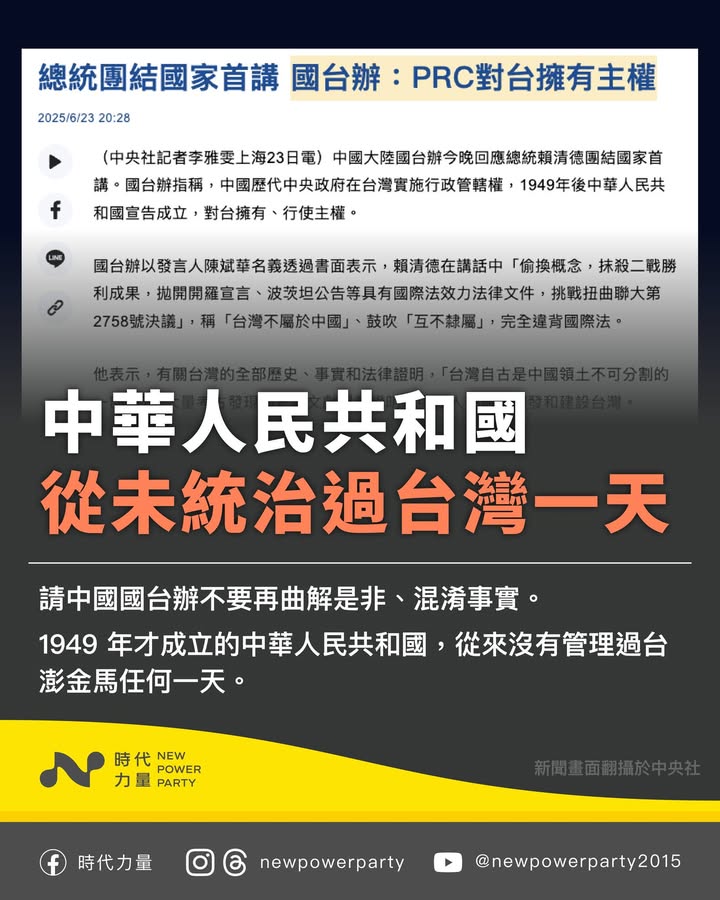 總統團結國家首講 國台辦：PRC對台擁有主權
2025/6/23 20:28
（中央社記者李雅雯上海23日電）中國大陸國台辦今晚回應總統賴清德團結國家首
講。國台辦指稱，中國歷代中央政府在台灣實施行政管轄權，1949年後中華人民共
和國宣告成立，對台擁有、行使主權。
LINE
國台辦以發言人陳斌華名義透過書面表示，賴清德在講話中「偷換概念，抹殺二戰勝
利成果，拋開開羅宣言、波茨坦公告等具有國際法效力法律文件，挑戰扭曲聯大第
2758號決議」，稱「台灣不屬於中國」、鼓吹「互不隸屬」，完全違背國際法。
他表示，有關台灣的全部歷史、事實和法律證明，「台灣自古是中國領土不可分割的
發和建設台灣。
中華人民共和國
從未統治過台灣一天
請中國國台辦不要再曲解是非、混淆事實。
1949 年才成立的中華人民共和國，從來沒有管理過台
澎金馬任何一天。
時代力量 NEW POWER PARTY
新聞畫面翻攝於中央社
時代力量 newpowerparty @newpowerparty2015